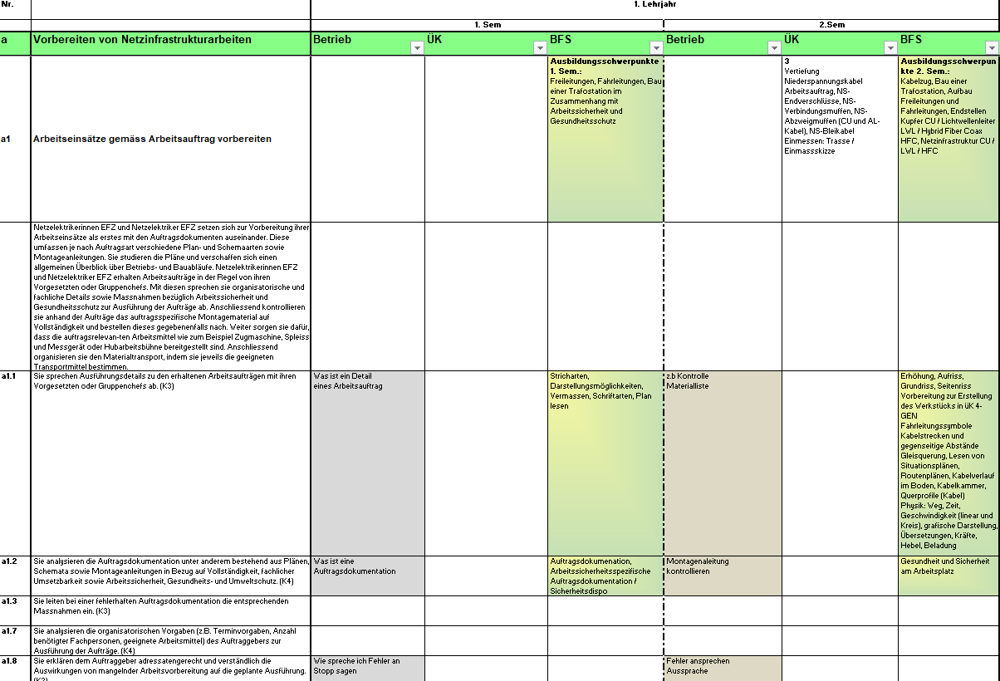 Nr.
1. Lehrjahr
1. Sem
2.Sem
a
Vorbereiten von Netzinfrastrukturarbeiten
Betrieb
ÜK
BFS
Betrieb
ÜK
BFS
a1
Arbeitseinsätze gemäss Arbeitsauftrag vorbereiten
Ausbildungsschwerpunkte
1. Sem.:
Freileitungen, Fahrleitungen, Bau
einer Trafostation im
Zusammenhang mit
Arbeitssicherheit und
Gesundheitsschutz
3
Vertiefung
Niederspannungskabel
Arbeitsauftrag, NS-
Endverschlüsse, NS-
Verbindungsmuffen, NS-
Abzweigmuffen (CU und AL-
Kabel), NS-Bleikabel
Einmessen: Trasse /
Einmassskizze
Ausbildungsschwerpun
kte 2. Sem.:
Kabelzug, Bau einer
Trafostation, Aufbau
Freileitungen und
Fahrleitungen, Endstellen
Kupfer CU / Lichtwellenleiter
LWL / Hybrid Fiber Coax
HFC, Netzinfrastruktur CU /
LWL / HFC
Netzelektrikerinnen EFZ und Netzelektriker EFZ setzen sich zur Vorbereitung ihrer
Arbeitseinsätze als erstes mit den Auftragsdokumenten auseinander. Diese
umfassen je nach Auftragsart verschiedene Plan- und Schemaarten sowie
Montageanleitungen. Sie studieren die Pläne und verschaffen sich einen
allgemeinen Überblick über Betriebs- und Bauabläufe. Netzelektrikerinnen EFZ
und Netzelektriker EFZ erhalten Arbeitsaufträge in der Regel von ihren
Vorgesetzten oder Gruppenchefs. Mit diesen sprechen sie organisatorische und
fachliche Details sowie Massnahmen bezüglich Arbeitssicherheit und
Gesundheitsschutz zur Ausführung der Aufträge ab. Anschliessend kontrollieren
sie anhand der Aufträge das auftragsspezifische Montagematerial auf
Vollständigkeit und bestellen dieses gegebenenfalls nach. Weiter sorgen sie dafür,
dass die auftragsrelevan-ten Arbeitsmittel wie zum Beispiel Zugmaschine, Spleiss
und Messgerät oder Hubarbeitsbühne bereitgestellt sind. Anschliessend
organisieren sie den Materialtransport, indem sie jeweils die geeigneten
Transportmittel bestimmen.
a1.1
Sie sprechen Ausführungsdetails zu den erhaltenen Arbeitsaufträgen mit ihren
Vorgesetzten oder Gruppenchefs ab. (K3)
Was ist ein Detail
eines Arbeitsauftrag
Stricharten,
Darstellungsmöglichkeiten,
Vermassen, Schriftarten, Plan
lesen
z.b Kontrolle
Materialliste
Erhöhung, Aufriss,
Grundriss, Seitenriss
Vorbereitung zur Erstellung
des Werkstücks in üK 4-
GEN
Fahrleitungssymbole
Kabelstrecken und
gegenseitige Abstände
Gleisquerung, Lesen von
Situationsplänen,
Routenplänen, Kabelverlauf
im Boden, Kabelkammer,
Querprofile (Kabel)
Physik: Weg, Zeit,
Geschwindigkeit (linear und
Kreis), grafische Darstellung,
Übersetzungen, Kräfte,
Hebel, Beladung
a1.2
Sie analysieren die Auftragsdokumentation unter anderem bestehend aus Plänen,
Schemata sowie Montageanleitungen in Bezug auf Vollständigkeit, fachlicher
Umsetzbarkeit sowie Arbeitssicherheit, Gesundheits- und Umweltschutz. (K4)
Was ist eine
Auftragsdokumentation
Auftragsdokumenation,
Arbeitssicherheitsspezifische
Auftragsdokumentation /
Sicherheitsdispo
Montagenaleitung
kontrollieren
Gesundheit und Sicherheit
am Arbeitsplatz
a1.3
Sie leiten bei einer fehlerhaften Auftragsdokumentation die entsprechenden
Massnahmen ein. (K3)
a1.7
Sie analysieren die organisatorischen Vorgaben (z.B. Terminvorgaben, Anzahl
benötigter Fachpersonen, geeignete Arbeitsmittel) des Auftraggebers zur
Ausführung der Aufträge. (K4)
a1.8
Sie erklären dem Auftraggeber adressatengerecht und verständlich die
Auswirkungen von mangelnder Arbeitsvorbereitung auf die geplante Ausführung.
Wie spreche ich Fehler an
Stopp sagen
Fehler ansprechen
Aussprache